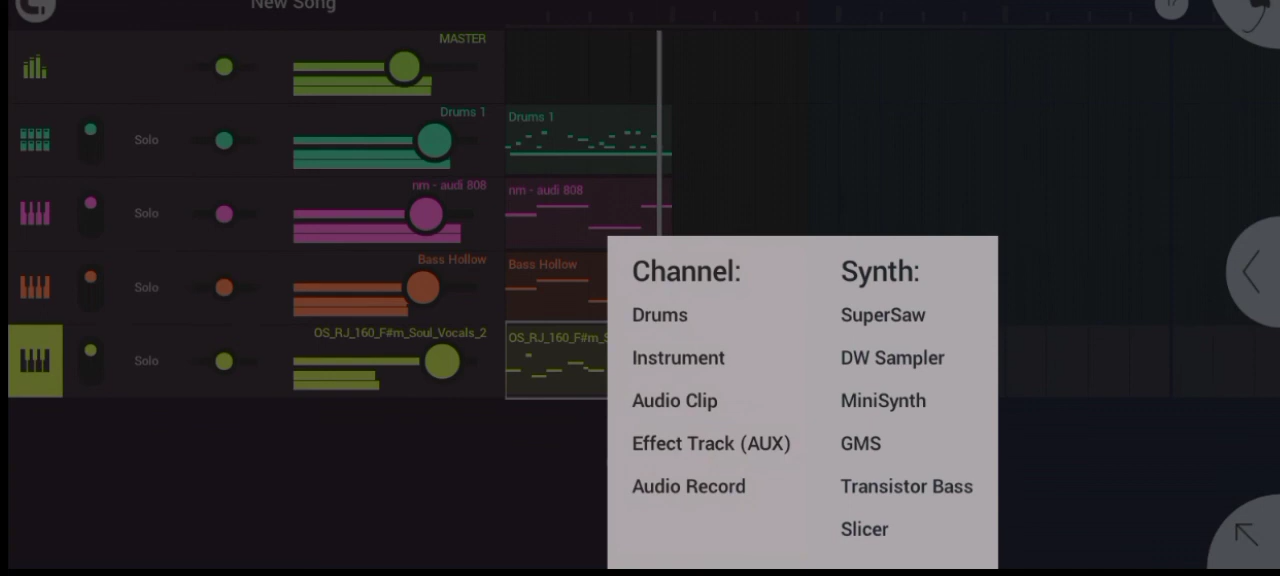 New Song
17
MASTER
Drums 1
Solo
Drums 1
nm - audi 808
Solo
nm - audi 808
Bass Hollow
Solo
Bass Hollow
OS_RJ_160_F#m_Soul_Vocals_2
Solo
OS_RJ_160_F#m_S
Channel:
Drums
Instrument
Audio Clip
Effect Track (AUX)
Audio Record
Synth:
SuperSaw
DW Sampler
MiniSynth
GMS
Transistor Bass
Slicer